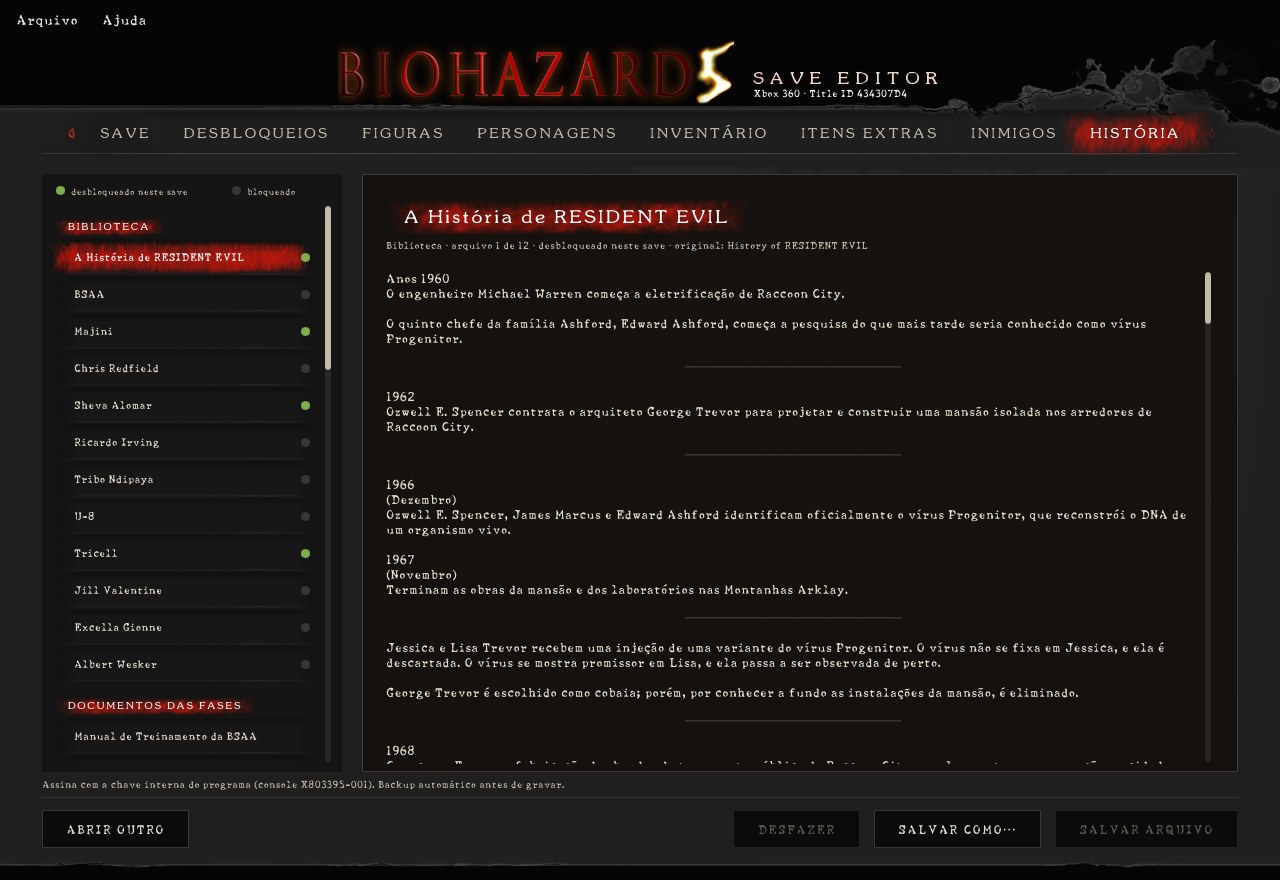 Arquivo Ajuda
BIOHAZARD 5
SAVE EDITOR
Xbox 360 · Title ID 434307D4
SAVE DESBLOQUEIOS FIGURAS PERSONAGENS INVENTÁRIO ITENS EXTRAS INIMIGOS HISTÓRIA
desbloqueado neste save bloqueado
BIBLIOTECA
A História de RESIDENT EVIL
BSAA
Majini
Chris Redfield
Sheva Alomar
Ricardo Irving
Tribo Ndipaya
U-8
Tricell
Jill Valentine
Excella Gionne
Albert Wesker
DOCUMENTOS DAS FASES
Manual de Treinamento da BSAA
A História de RESIDENT EVIL
Biblioteca · arquivo 1 de 12 · desbloqueado neste save · original: History of RESIDENT EVIL
Anos 1960
O engenheiro Michael Warren começa a eletrificação de Raccoon City.
O quinto chefe da família Ashford, Edward Ashford, começa a pesquisa do que mais tarde seria conhecido como vírus
Progenitor.
1962
Ozwell E. Spencer contrata o arquiteto George Trevor para projetar e construir uma mansão isolada nos arredores de
Raccoon City.
1966
(Dezembro)
Ozwell E. Spencer, James Marcus e Edward Ashford identificam oficialmente o vírus Progenitor, que reconstrói o DNA de
um organismo vivo.
1967
(Novembro)
Terminam as obras da mansão e dos laboratórios nas Montanhas Arklay.
Jessica e Lisa Trevor recebem uma injeção de uma variante do vírus Progenitor. O vírus não se fixa em Jessica, e ela é
descartada. O vírus se mostra promissor em Lisa, e ela passa a ser observada de perto.
George Trevor é escolhido como cobaia; porém, por conhecer a fundo as instalações da mansão, é eliminado.
1968
Assina com a chave interna do programa (console X803395-001). Backup automático antes de gravar.
ABRIR OUTRO DESFAZER SALVAR COMO··· SALVAR ARQUIVO